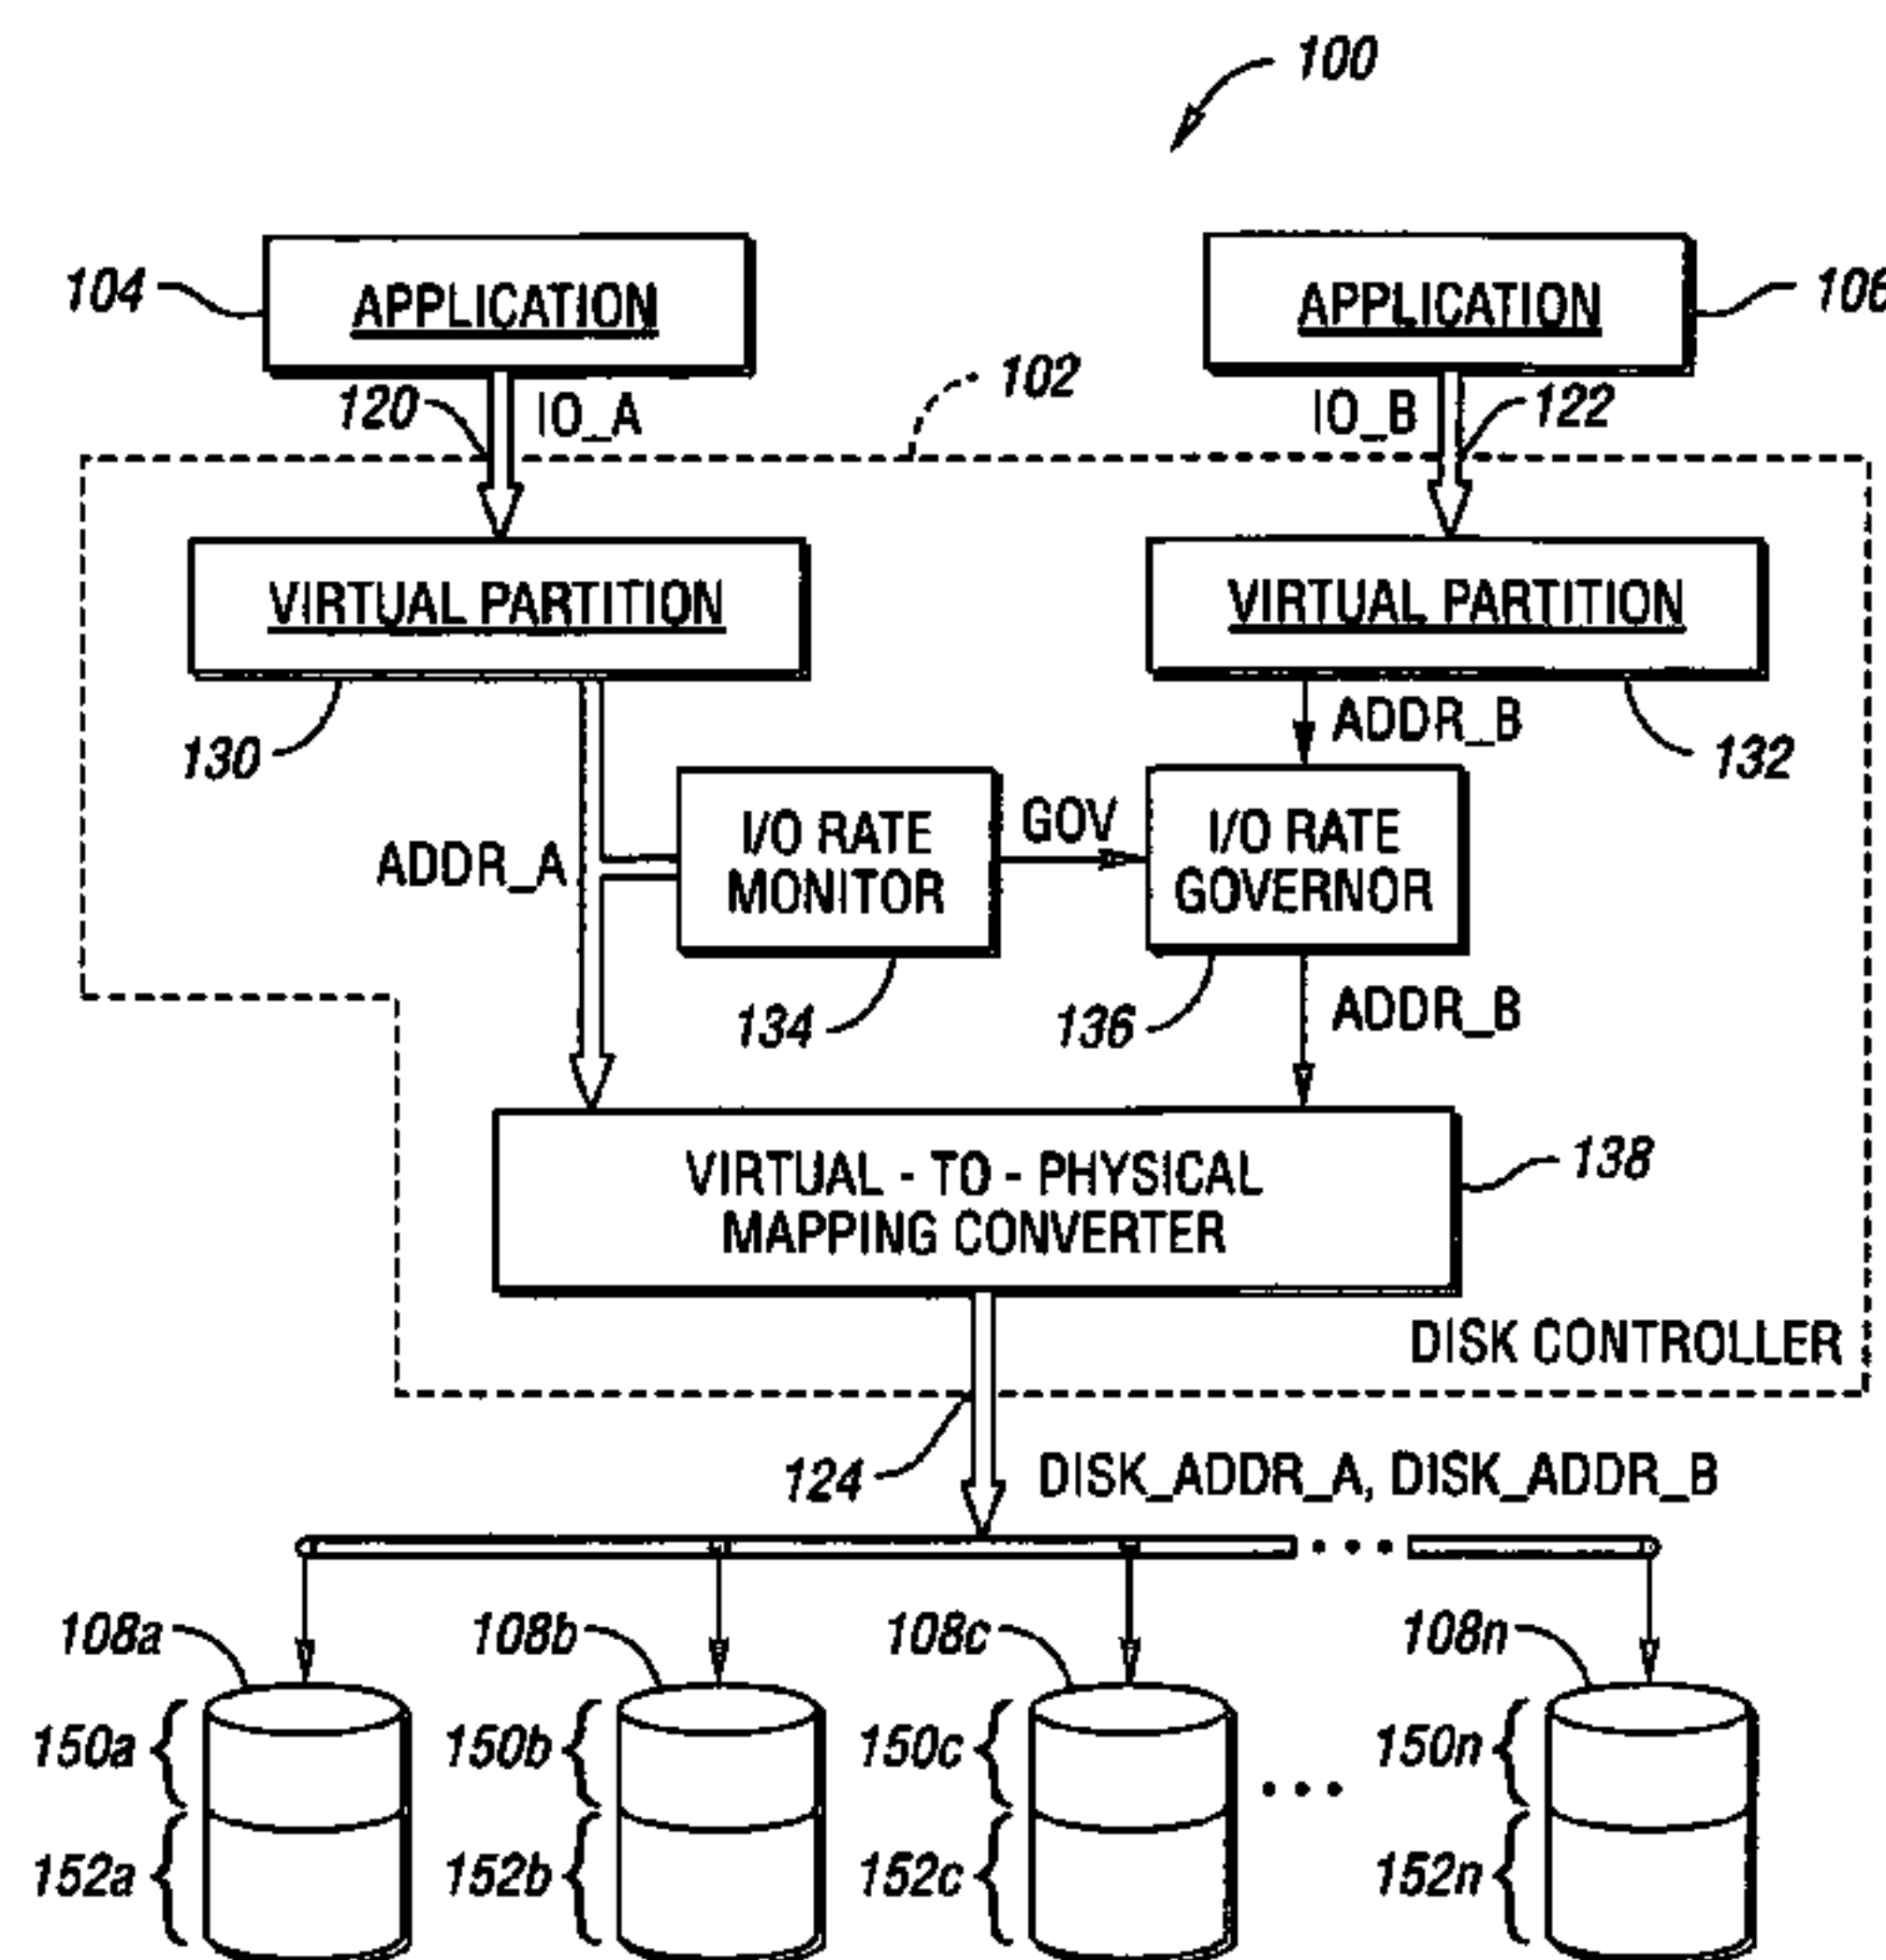 100
104
APPLICATION
APPLICATION
106
102
120
IO_A
IO_B
122
VIRTUAL PARTITION
VIRTUAL PARTITION
130
ADDR_B
132
ADDR_A
I/O RATE
MONITOR
GOV
I/O RATE
GOVERNOR
134
136
ADDR_B
VIRTUAL - TO - PHYSICAL
MAPPING CONVERTER
138
DISK CONTROLLER
124
DISK_ADDR_A, DISK_ADDR_B
108a
108b
108c
108n
150a
150b
150c
150n
152a
152b
152c
152n